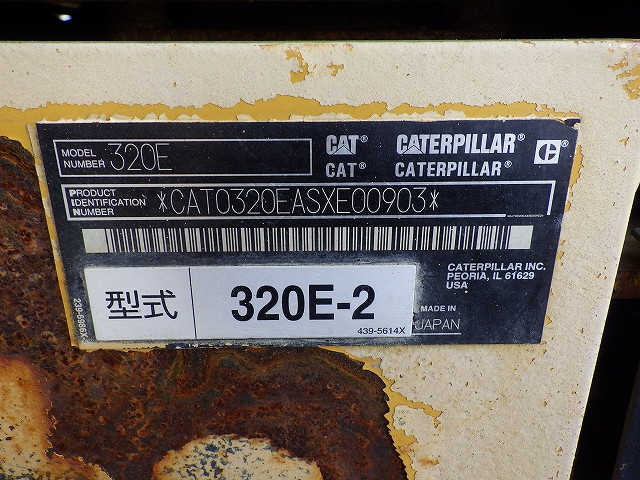 MODEL NUMBER 320E
CAT® CATERPILLAR® C®
CAT® CATERPILLAR®
PRODUCT IDENTIFICATION NUMBER *CAT0320EASXE00903*
CATERPILLAR INC.
PEORIA, IL 61629
USA
型式 320E-2
439-5614X
MADE IN
JAPAN